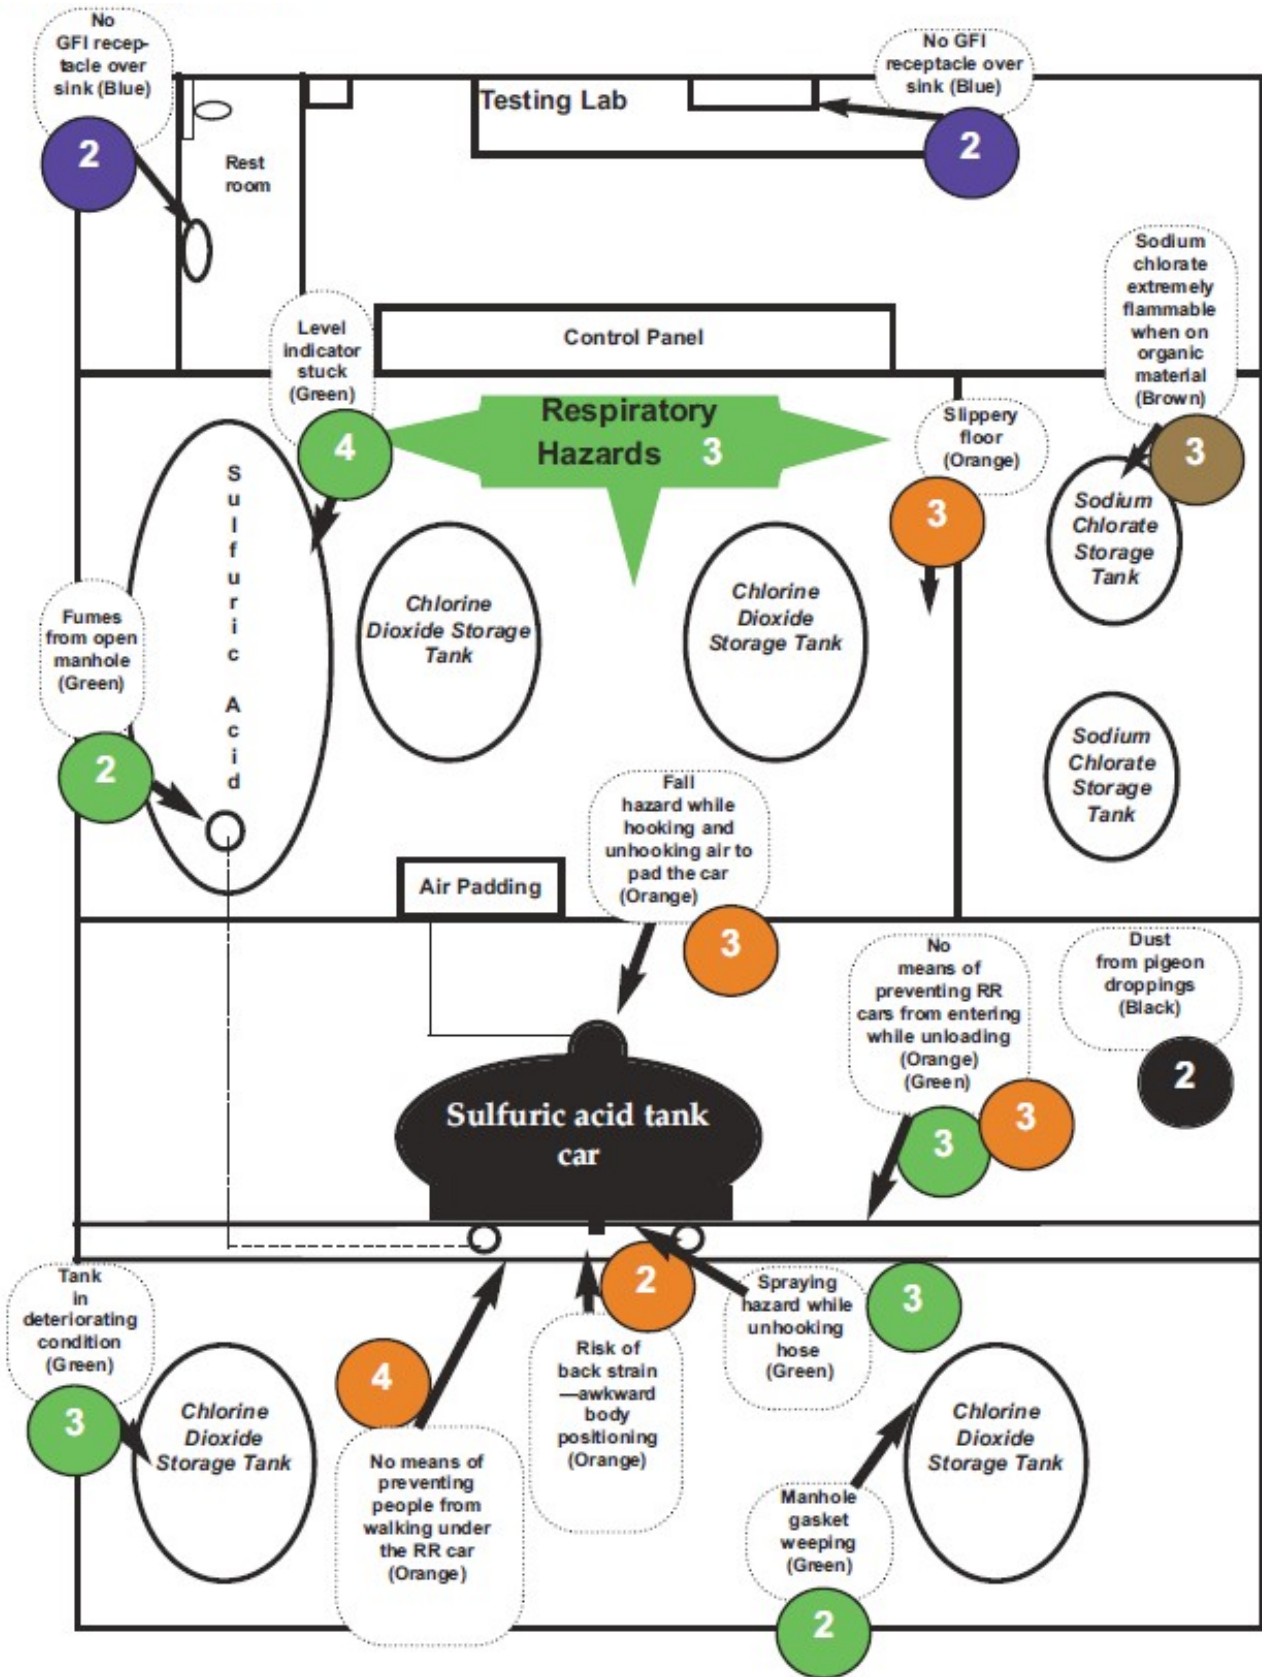 No
GFI recep-
tacle over
sink (Blue)
2
No GFI
receptacle over
sink (Blue)
2
Testing Lab
Rest
room
Sodium
chlorate
extremely
flammable
when on
organic
material
(Brown)
3
Level
indicator
stuck
(Green)
4
Control Panel
Respiratory
Hazards 3
Slippery
floor
(Orange)
3
Sulfuric Acid
Chlorine
Dioxide Storage
Tank
Chlorine
Dioxide
Storage Tank
Sodium
Chlorate
Storage
Tank
Fumes
from open
manhole
(Green)
2
Sodium
Chlorate
Storage
Tank
Fall
hazard while
hooking and
unhooking air to
pad the car
(Orange)
3
Air Padding
No
means of
preventing RR
cars from entering
while unloading
(Orange)
(Green)
3
3
Dust
from pigeon
droppings
(Black)
2
Sulfuric acid tank
car
Tank
in
deteriorating
condition
(Green)
3
Chlorine
Dioxide
Storage Tank
4
No means of
preventing
people from
walking under
the RR car
(Orange)
2
Risk of
back strain
—awkward
body
positioning
(Orange)
Spraying
hazard while
unhooking
hose
(Green)
3
Chlorine
Dioxide
Storage Tank
Manhole
gasket
weeping
(Green)
2